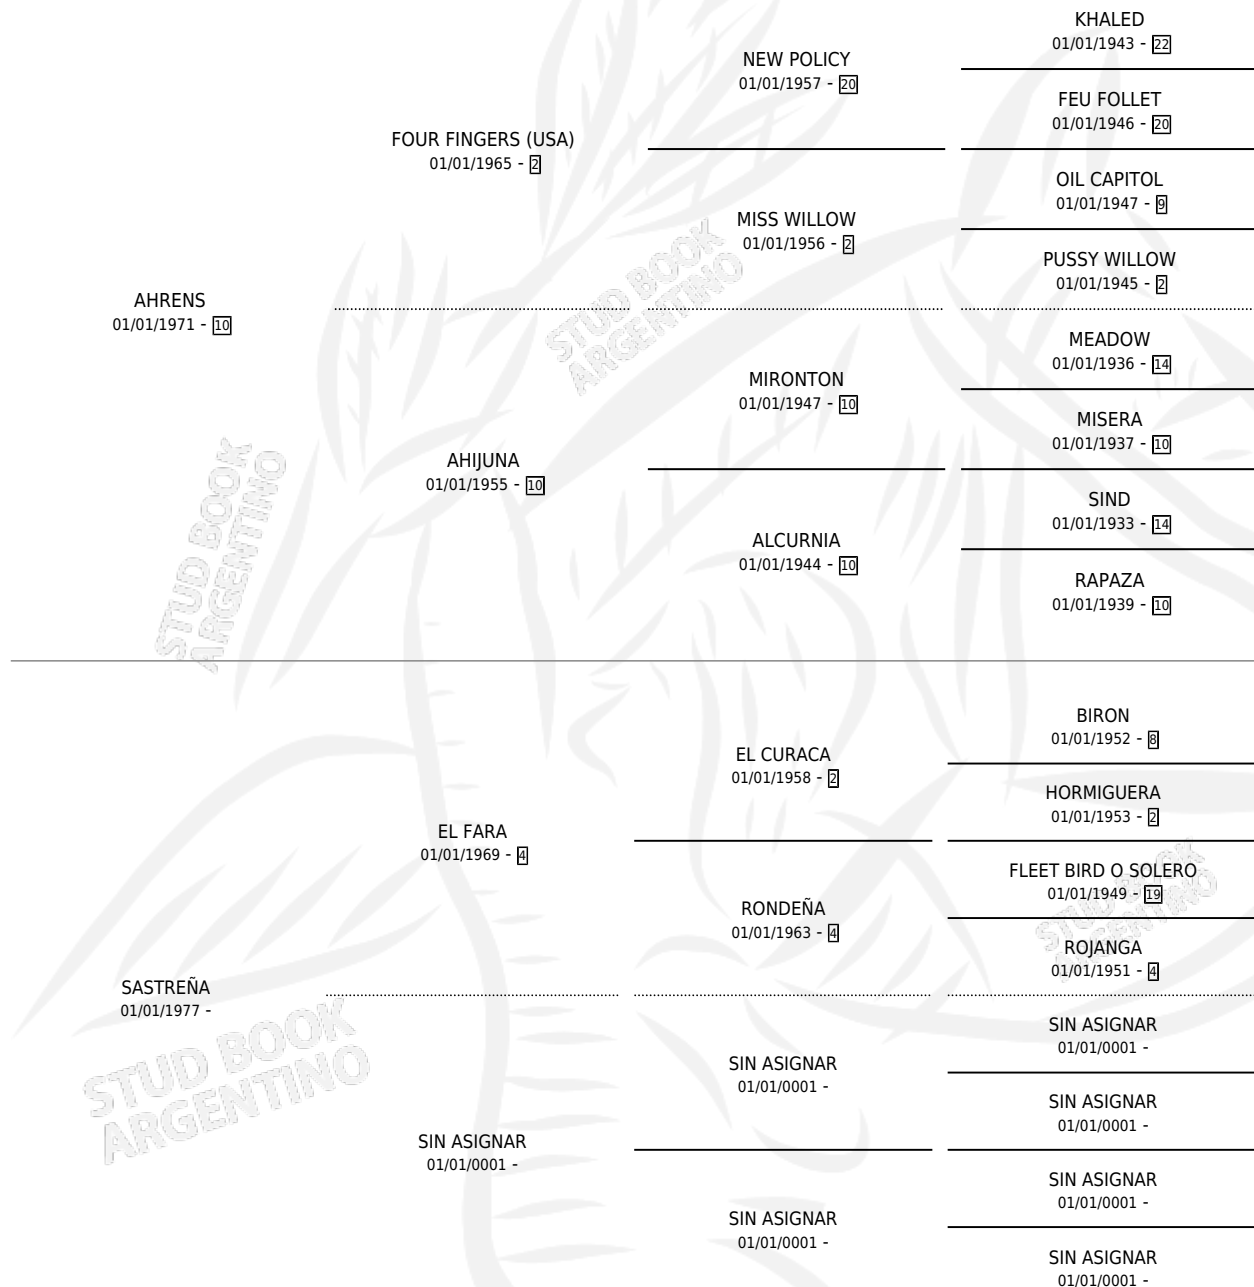 KHALED
01/01/1943 - 22
NEW POLICY
01/01/1957 - 20
FEU FOLLET
01/01/1946 - 20
FOUR FINGERS (USA)
01/01/1965 - 2
OIL CAPITOL
01/01/1947 - 9
MISS WILLOW
01/01/1956 - 2
PUSSY WILLOW
01/01/1945 - 2
AHRENS
01/01/1971 - 10
STUD BOOK
ARGENTINO
MEADOW
01/01/1936 - 14
MIRONTON
01/01/1947 - 10
MISERA
01/01/1937 - 10
AHIJUNA
01/01/1955 - 10
SIND
01/01/1933 - 14
ALCURNIA
01/01/1944 - 10
RAPAZA
01/01/1939 - 10
STUD BOOK
ARGENTINO
BIRON
01/01/1952 - 8
EL CURACA
01/01/1958 - 2
HORMIGUERA
01/01/1953 - 2
EL FARA
01/01/1969 - 4
FLEET BIRD O SOLERO
01/01/1949 - 19
RONDEÑA
01/01/1963 - 4
STUD BOOK
ARGENTINO
ROJANGA
01/01/1951 - 4
SASTREÑA
01/01/1977 -
STUD BOOK
ARGENTINO
SIN ASIGNAR
01/01/0001 -
SIN ASIGNAR
01/01/0001 -
SIN ASIGNAR
01/01/0001 -
SIN ASIGNAR
01/01/0001 -
SIN ASIGNAR
01/01/0001 -
SIN ASIGNAR
01/01/0001 -
SIN ASIGNAR
01/01/0001 -